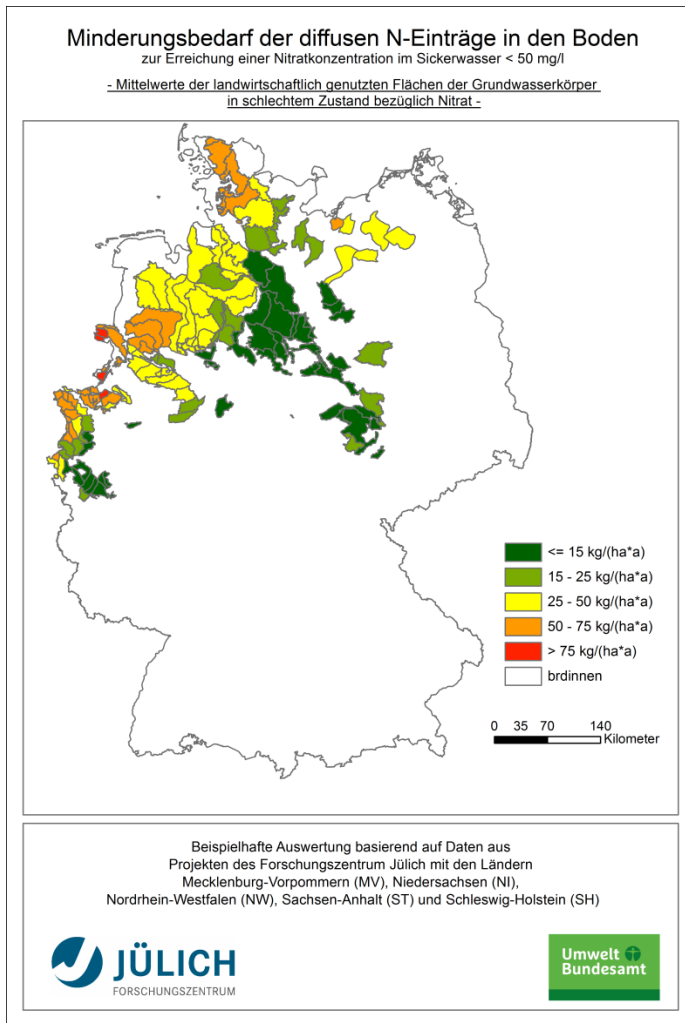 Minderungsbedarf der diffusen N-Einträge in den Boden
zur Erreichung einer Nitratkonzentration im Sickerwasser < 50 mg/l
- Mittelwerte der landwirtschaftlich genutzten Flächen der Grundwasserkörper
in schlechtem Zustand bezüglich Nitrat -
<= 15 kg/(ha*a)
15 - 25 kg/(ha*a)
25 - 50 kg/(ha*a)
50 - 75 kg/(ha*a)
> 75 kg/(ha*a)
brdinnen
0 35 70 140
Kilometer
Beispielhafte Auswertung basierend auf Daten aus
Projekten des Forschungszentrum Jülich mit den Ländern
Mecklenburg-Vorpommern (MV), Niedersachsen (NI),
Nordrhein-Westfalen (NW), Sachsen-Anhalt (ST) und Schleswig-Holstein (SH)
JÜLICH
FORSCHUNGSZENTRUM
Umwelt
Bundesamt